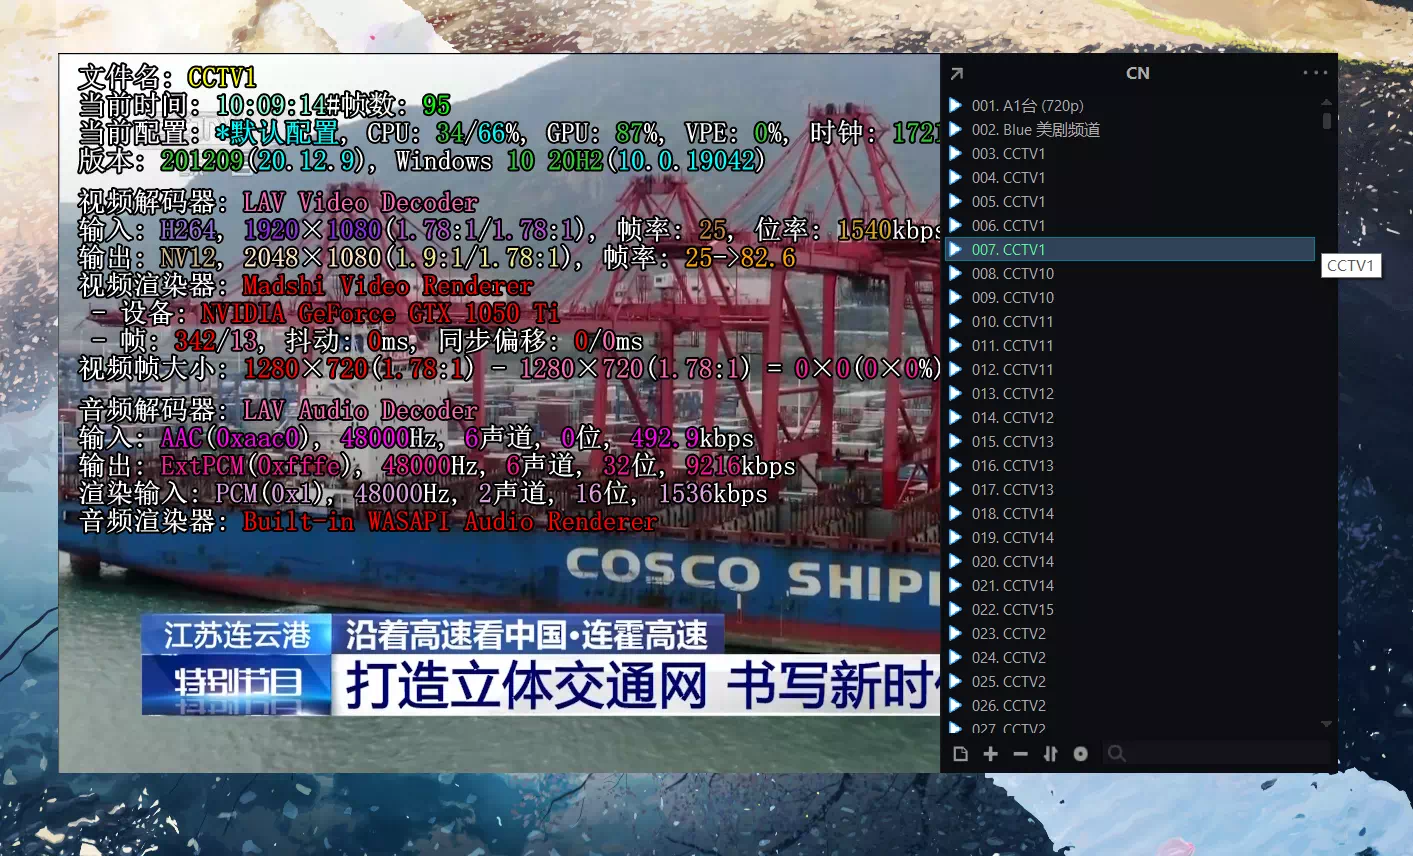 文件名: CCTV1
当前时间: 10:09:14#帧数: 95
当前配置: *默认配置, CPU: 34/66%, GPU: 87%, VPE: 0%, 时钟: 1721
版本: 201209(20.12.9), Windows 10 20H2(10.0.19042)
视频解码器: LAV Video Decoder
输入: H264, 1920×1080(1.78:1/1.78:1), 帧率: 25, 位率: 1540kbps
输出: NV12, 2048×1080(1.9:1/1.78:1), 帧率: 25->82.6
视频渲染器: Madshi Video Renderer
- 设备: NVIDIA GeForce GTX 1050 Ti
- 帧: 342/13, 抖动: 0ms, 同步偏移: 0/0ms
视频帧大小: 1280×720(1.78:1) - 1280×720(1.78:1) = 0×0(0×0%)
音频解码器: LAV Audio Decoder
输入: AAC(0xaac0), 48000Hz, 6声道, 0位, 492.9kbps
输出: ExtPCM(0xfffe), 48000Hz, 6声道, 32位, 9216kbps
渲染输入: PCM(0x1), 48000Hz, 2声道, 16位, 1536kbps
音频渲染器: Built-in WASAPI Audio Renderer
COSCO SHIPP
江苏连云港
沿着高速看中国·连霍高速
特别节目
打造立体交通网 书写新时
CN
001. A1台 (720p)
002. Blue 美剧频道
003. CCTV1
004. CCTV1
005. CCTV1
006. CCTV1
007. CCTV1
CCTV1
008. CCTV10
009. CCTV10
010. CCTV11
011. CCTV11
012. CCTV11
013. CCTV12
014. CCTV12
015. CCTV13
016. CCTV13
017. CCTV13
018. CCTV14
019. CCTV14
020. CCTV14
021. CCTV14
022. CCTV15
023. CCTV2
024. CCTV2
025. CCTV2
026. CCTV2
027. CCTV2